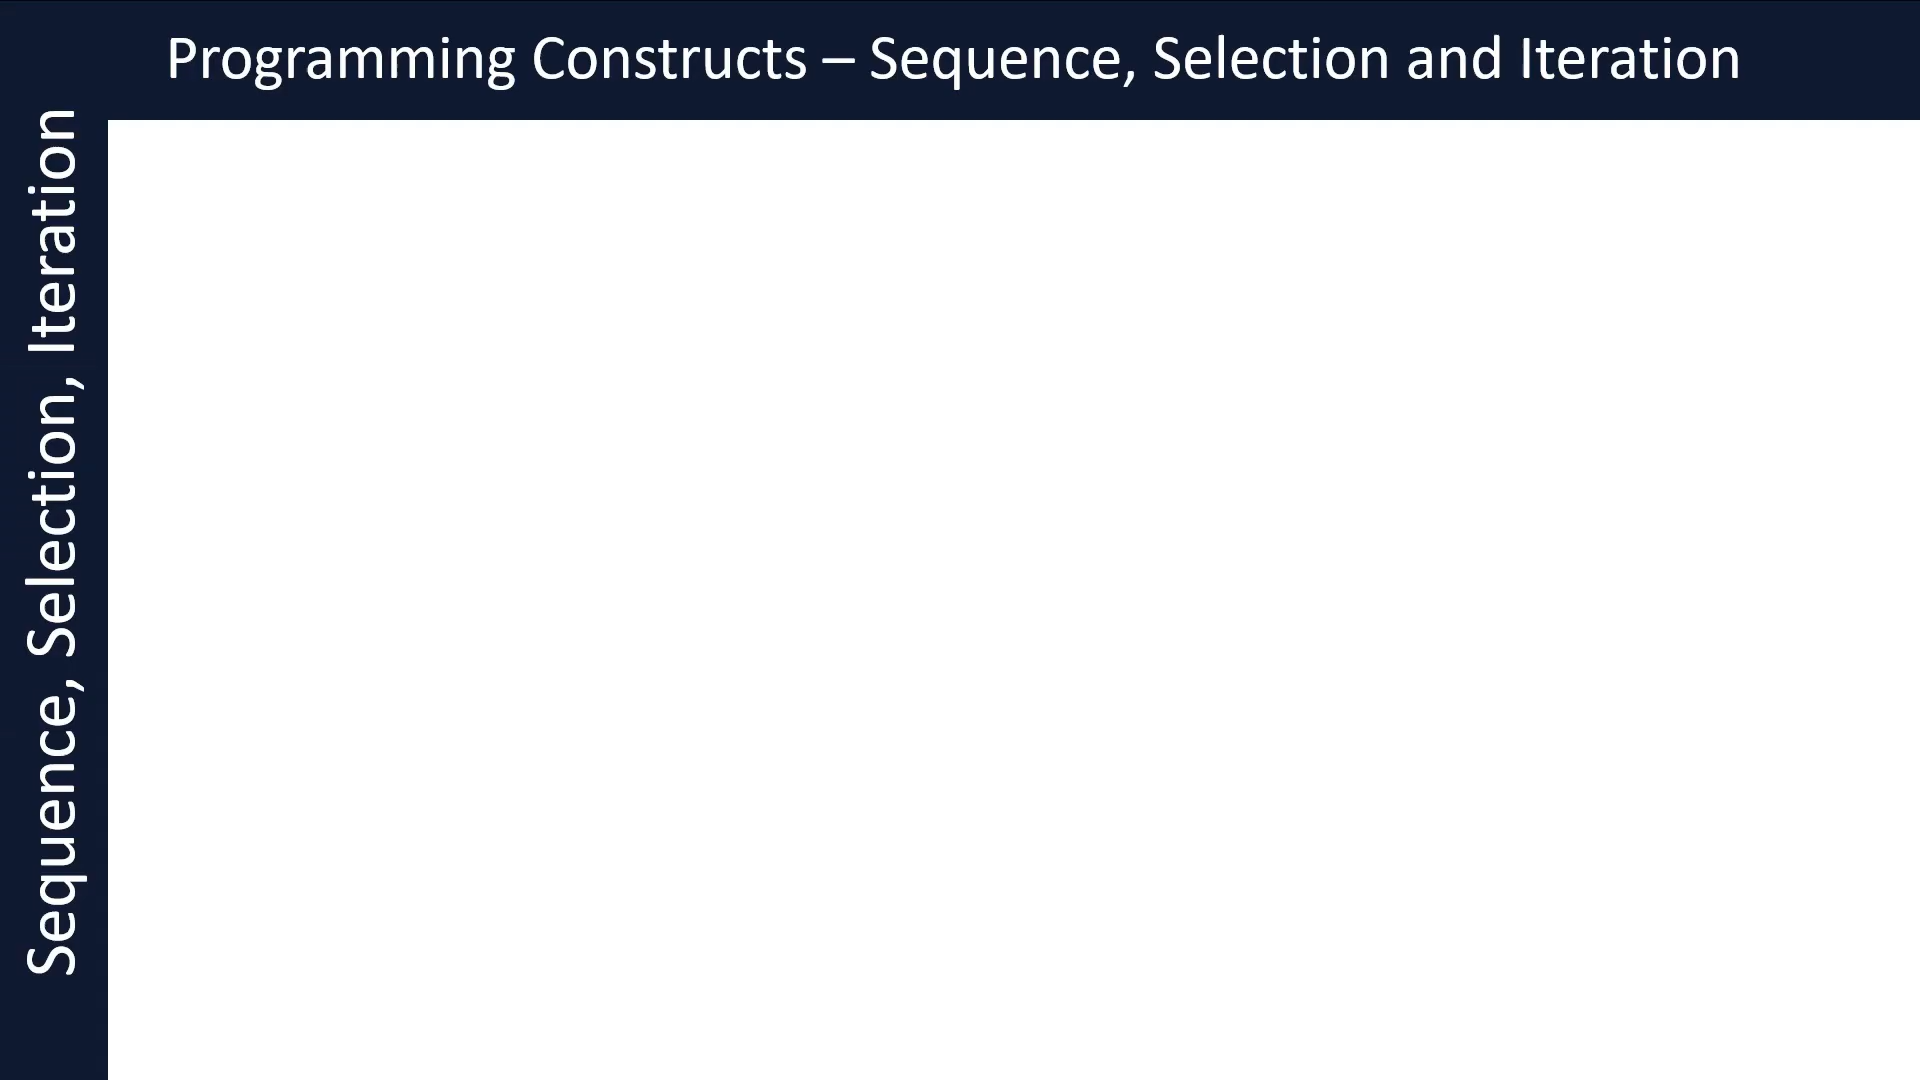 Programming Constructs – Sequence, Selection and Iteration
Sequence, Selection, Iteration